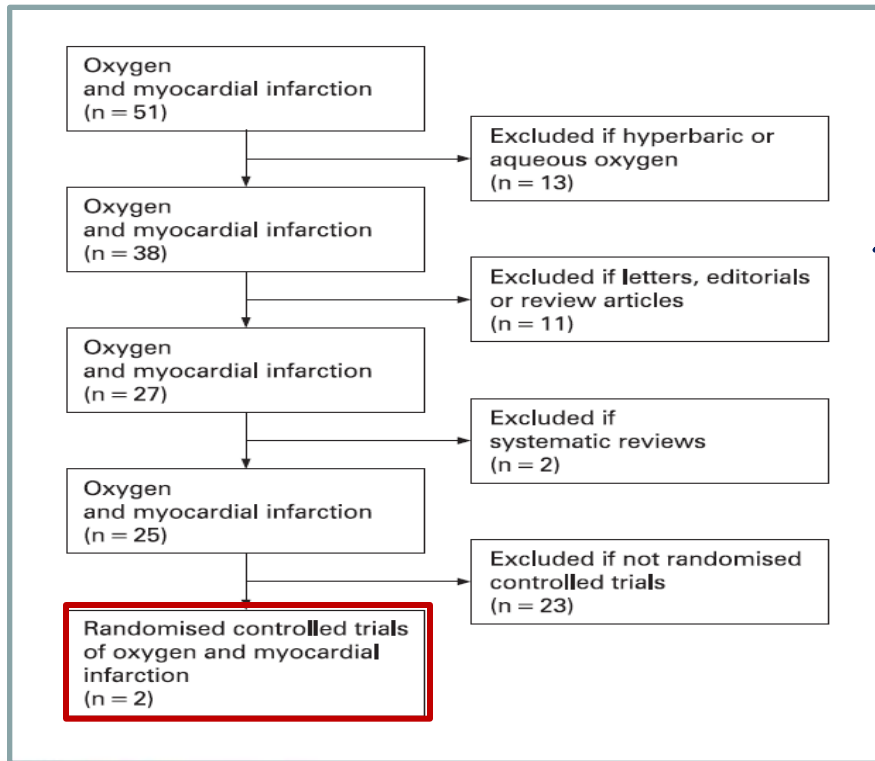 Oxygen
and myocardial infarction
(n = 51)
Excluded if hyperbaric or
aqueous oxygen
(n = 13)
Oxygen
and myocardial infarction
(n = 38)
Excluded if letters, editorials
or review articles
(n = 11)
Oxygen
and myocardial infarction
(n = 27)
Excluded if
systematic reviews
(n = 2)
Oxygen
and myocardial infarction
(n = 25)
Excluded if not randomised
controlled trials
(n = 23)
Randomised controlled trials
of oxygen and myocardial
infarction
(n = 2)